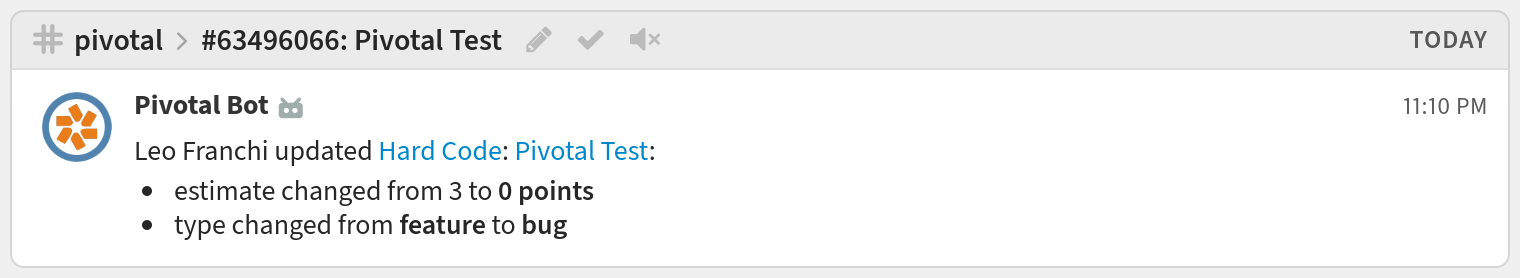 pivotal > #63496066: Pivotal Test
TODAY
Pivotal Bot
11:10 PM
Leo Franchi updated Hard Code: Pivotal Test:
• estimate changed from 3 to 0 points
• type changed from feature to bug